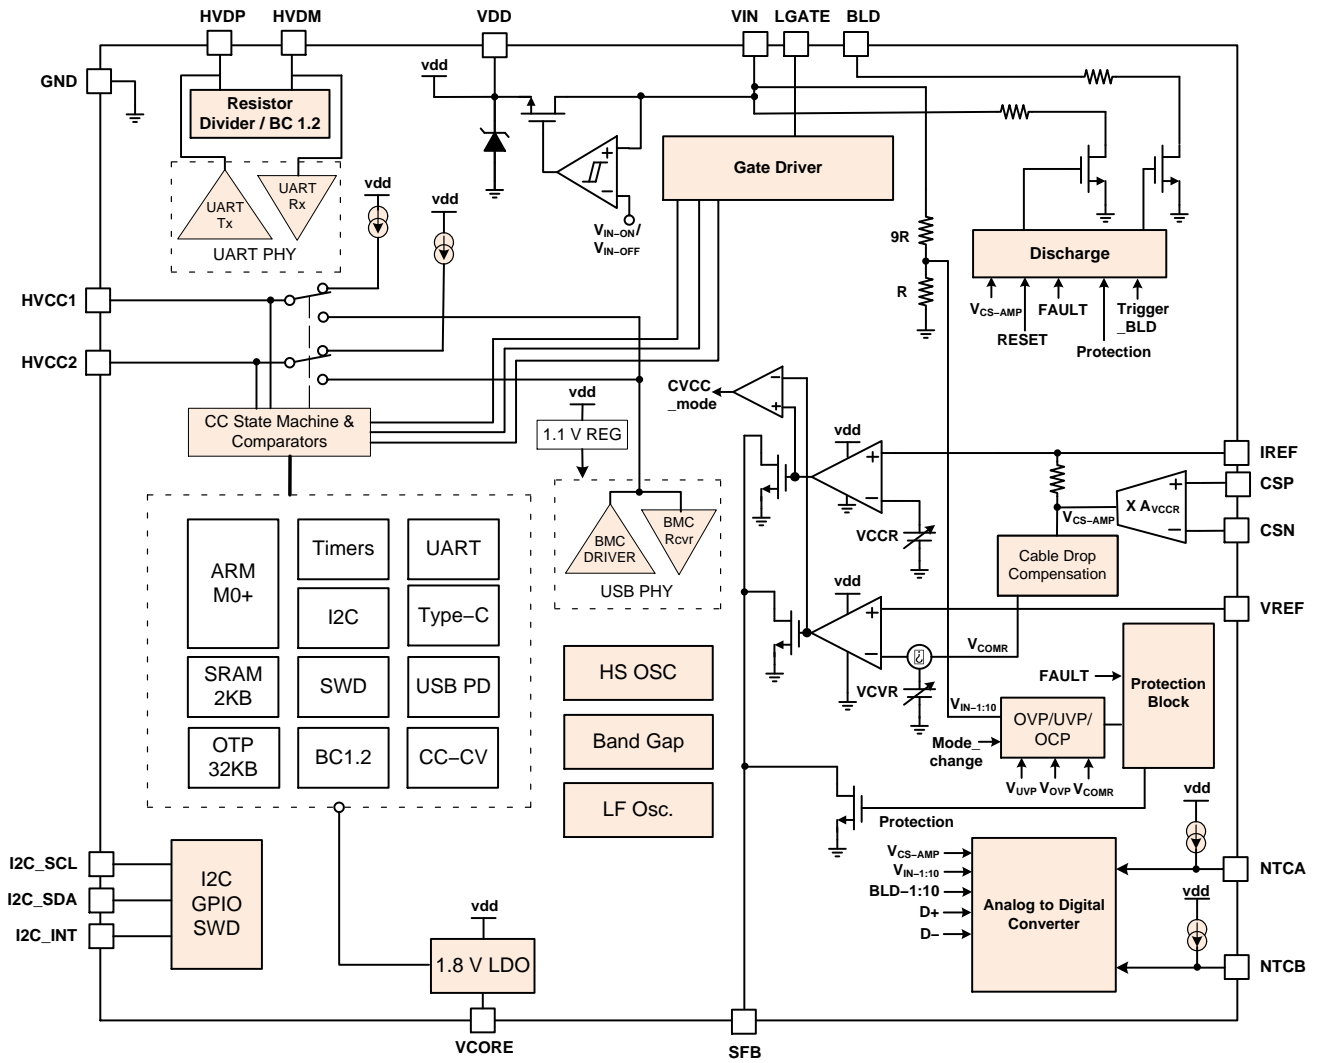 HVDP
HVDM
VDD
VIN
LGATE
BLD
GND
vdd
Resistor
Divider / BC 1.2
UART
Tx
UART
Rx
UART PHY
vdd
vdd
+
−
VIN−ON/
VIN−OFF
Gate Driver
9R
R
Discharge
VCS−AMP
RESET
FAULT
Protection
Trigger
_BLD
HVCC1
HVCC2
CC State Machine &
Comparators
vdd
1.1 V REG
BMC
DRIVER
BMC
Rcvr
USB PHY
CVCC
_mode
−
+
vdd
+
−
VCCR
IREF
CSP
CSN
+
−
X AVCCR
VCS−AMP
Cable Drop
Compensation
vdd
+
−
VCVR
VCOMR
VREF
ARM
M0+
Timers
UART
I2C
Type−C
SRAM
2KB
SWD
USB PD
OTP
32KB
BC1.2
CC−CV
HS OSC
Band Gap
LF Osc.
FAULT
Protection
Block
VIN−1:10
OVP/UVP/
OCP
Mode_
change
VUVP
VOVP
VCOMR
Protection
vdd
NTCA
vdd
NTCB
VCS−AMP
VIN−1:10
BLD−1:10
D+
D−
Analog to Digital
Converter
I2C_SCL
I2C_SDA
I2C_INT
I2C
GPIO
SWD
vdd
1.8 V LDO
VCORE
SFB